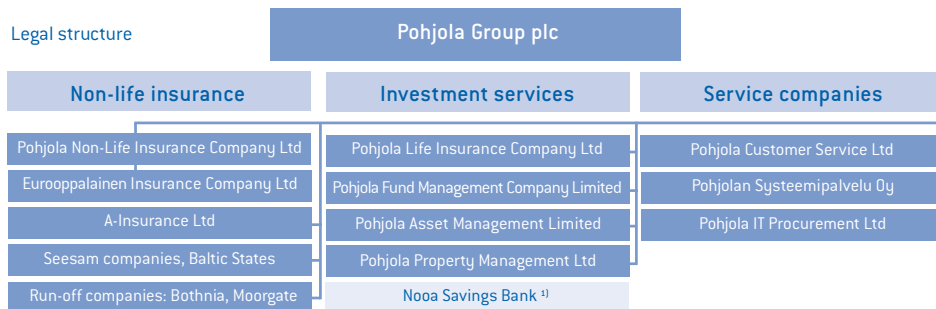 Legal structure
Pohjola Group plc
Non-life insurance
Investment services
Service companies
Pohjola Non-Life Insurance Company Ltd
Eurooppalainen Insurance Company Ltd
A-Insurance Ltd
Seesam companies, Baltic States
Run-off companies: Bothnia, Moorgate
Pohjola Life Insurance Company Ltd
Pohjola Fund Management Company Limited
Pohjola Asset Management Limited
Pohjola Property Management Ltd
Nooa Savings Bank ¹⁾
Pohjola Customer Service Ltd
Pohjolan Systeemipalvelu Oy
Pohjola IT Procurement Ltd